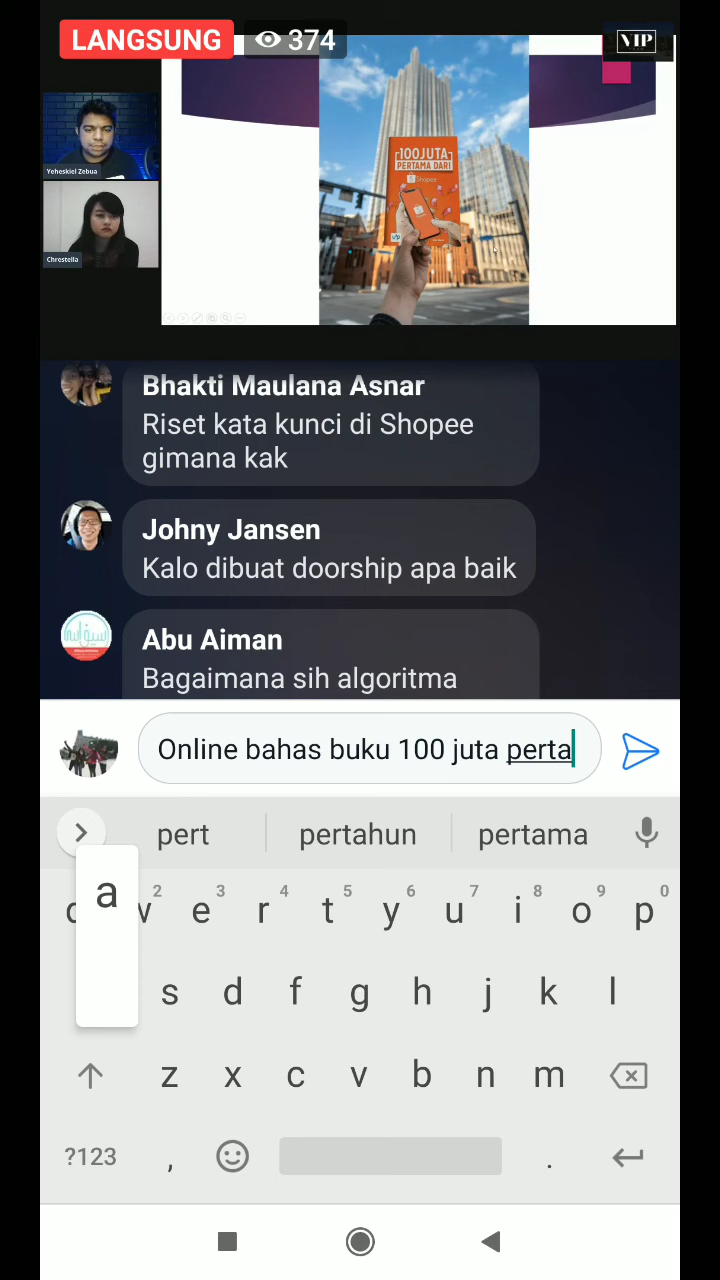 LANGSUNG
374
VIP
Yeheskiel Zebua
Chrestella
100JUTA
PERTAMA DARI
Shopee
Bhakti Maulana Asnar
Riset kata kunci di Shopee
gimana kak
Johny Jansen
Kalo dibuat doorship apa baik
Abu Aiman
Bagaimana sih algoritma
Online bahas buku 100 juta perta
pert
pertahun
pertama
a
w 2 e 3 r 4 t 5 y 6 u 7 i 8 o 9 p 0
s d f g h j k l
z x c v b n m
?123 , .